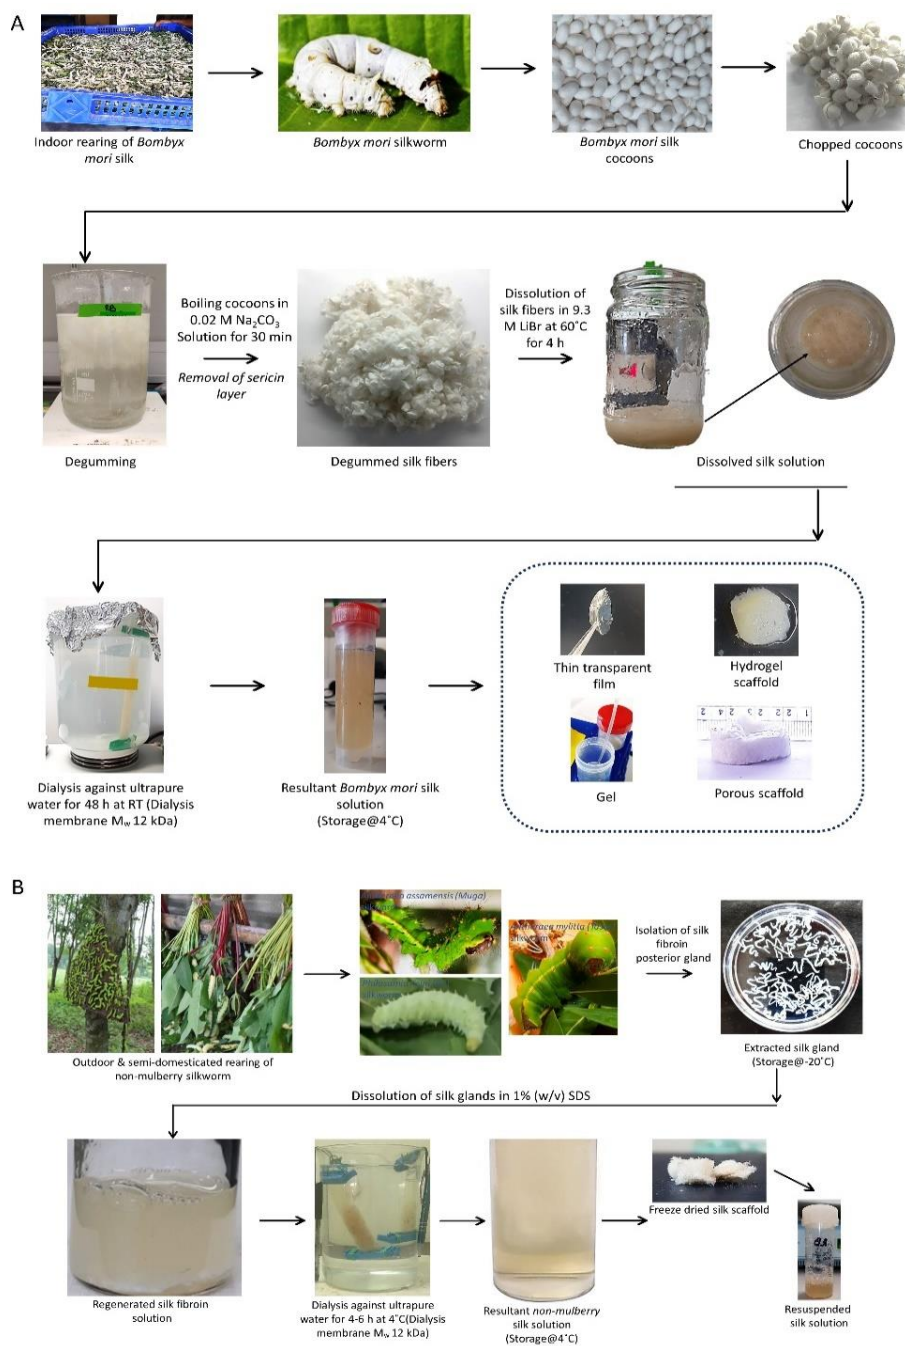 A
Indoor rearing of Bombyx
mori silk
Bombyx mori silkworm
Bombyx mori silk
cocoons
Chopped cocoons
Boiling cocoons in
0.02 M Na₂CO₃
Solution for 30 min
Removal of sericin
layer
Dissolution of
silk fibers in 9.3
M LiBr at 60˚C
for 4 h
Degumming
Degummed silk fibers
Dissolved silk solution
Dialysis against ultrapure
water for 48 h at RT (Dialysis
membrane Mw 12 kDa)
Resultant Bombyx mori silk
solution
(Storage@4˚C)
Thin transparent
film
Hydrogel
scaffold
Gel
Porous scaffold
B
Outdoor & semi-domesticated rearing of
non-mulberry silkworm
assamensis (Muga)
mylitta
Isolation of silk
fibroin
posterior gland
Extracted silk gland
(Storage@-20˚C)
Dissolution of silk glands in 1% (w/v) SDS
Regenerated silk fibroin
solution
Dialysis against ultrapure
water for 4-6 h at 4˚C(Dialysis
membrane Mw 12 kDa)
Resultant non-mulberry
silk solution
(Storage@4˚C)
Freeze dried silk scaffold
Resuspended
silk solution